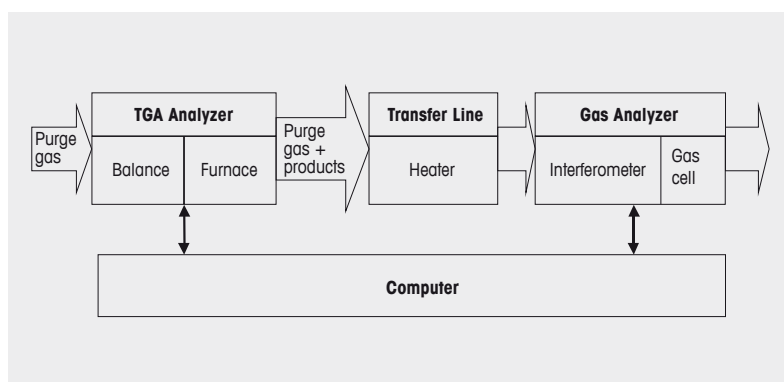 TGA Analyzer
Transfer Line
Gas Analyzer
Purge
gas
Balance
Furnace
Purge
gas +
products
Heater
Interferometer
Gas
cell
Computer